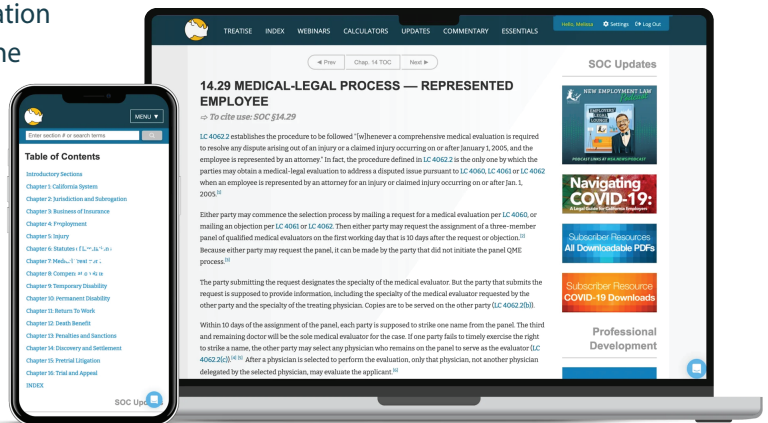 ation
ne
MENU ▼
Enter section # or search terms
Table of Contents
Introductory Sections
Chapter 1: California System
Chapter 2: Jurisdiction and Subrogation
Chapter 3: Business of Insurance
Chapter 4: Employment
Chapter 5: Injury
Chapter 6: Statutes
Chapter 7:
Chapter 8:
Chapter 9: Temporary Disability
Chapter 10: Permanent Disability
Chapter 11: Return To Work
Chapter 12: Death Benefit
Chapter 13: Penalties and Sanctions
Chapter 14: Discovery and Settlement
Chapter 15: Pretrial Litigation
Chapter 16: Trial and Appeal
INDEX
SOC
TREATISE INDEX WEBINARS CALCULATORS UPDATES COMMENTARY ESSENTIALS
Hello, Melissa Settings Log Out
◄ Prev Chap. 14 TOC Next ►
14.29 MEDICAL-LEGAL PROCESS — REPRESENTED
EMPLOYEE
⇨ To cite use: SOC §14.29
LC 4062.2 establishes the procedure to be followed "[w]henever a comprehensive medical evaluation is required
to resolve any dispute arising out of an injury or a claimed injury occurring on or after January 1, 2005, and the
employee is represented by an attorney." In fact, the procedure defined in LC 4062.2 is the only one by which the
parties may obtain a medical-legal evaluation to address a disputed issue pursuant to LC 4060, LC 4061 or LC 4062
when an employee is represented by an attorney for an injury or claimed injury occurring on or after Jan. 1,
2005.[1]
Either party may commence the selection process by mailing a request for a medical evaluation per LC 4060, or
mailing an objection per LC 4061 or LC 4062. Then either party may request the assignment of a three-member
panel of qualified medical evaluators on the first working day that is 10 days after the request or objection.
Because either party may request the panel, it can be made by the party that did not initiate the panel QME
process.
The party submitting the request designates the specialty of the medical evaluator. But the party that submits the
request is supposed to provide information, including the specialty of the medical evaluator requested by the
other party and the specialty of the treating physician. Copies are to be served on the other party (LC 4062.2(b)).
Within 10 days of the assignment of the panel, each party is supposed to strike one name from the panel. The third
and remaining doctor will be the sole medical evaluator for the case. If one party fails to timely exercise the right
to strike a name, the other party may select any physician who remains on the panel to serve as the evaluator (LC
4062.2(c)).[4] [5] After a physician is selected to perform the evaluation, only that physician, not another physician
delegated by the selected physician, may evaluate the applicant.[6]
SOC Updates
NEW EMPLOYMENT LAW
Podcast
EMPLOYERS
LEGAL
LOUNGE
PODCAST LINKS AT
Navigating
COVID-19:
A Legal Guide for California Employers
Subscriber Resources
All Downloadable PDFs
Subscriber Resource
COVID-19 Downloads
Professional
Development